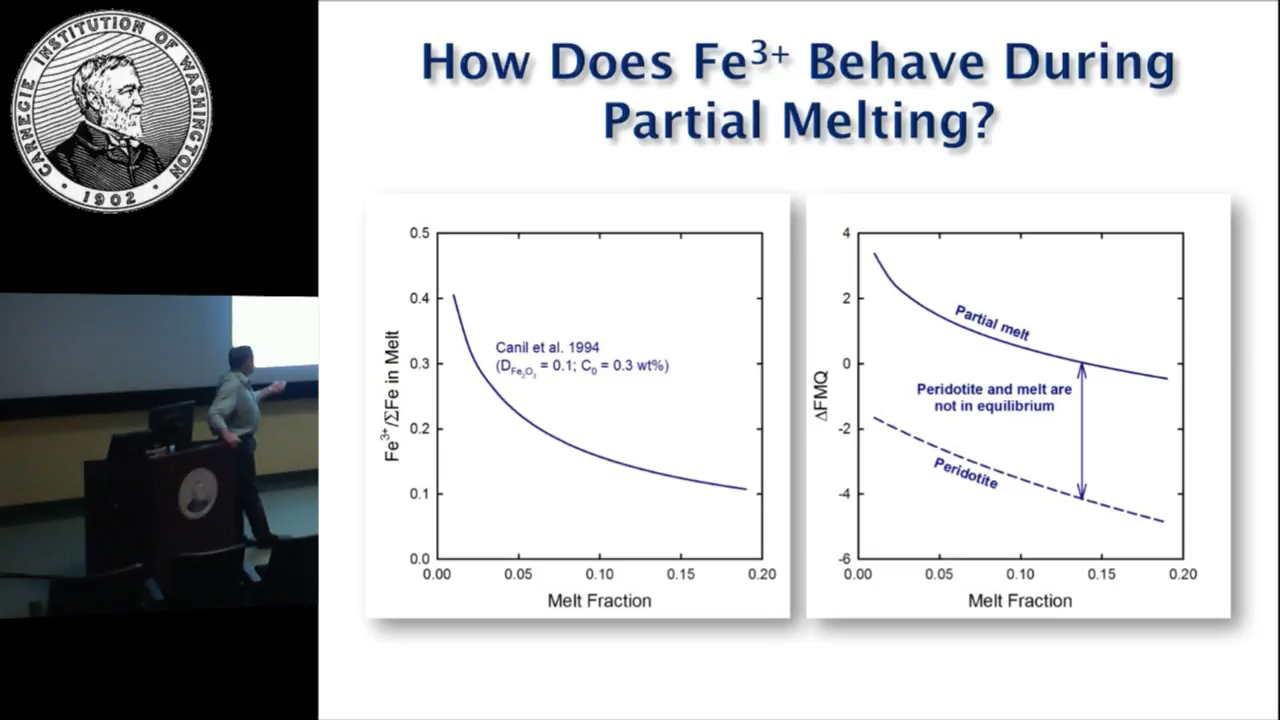 CARNEGIE INSTITUTION OF WASHINGTON
1902
How Does Fe³⁺ Behave During
Partial Melting?
0.5
0.4
0.3
0.2
0.1
0.0
Fe³⁺/ΣFe in Melt
Canil et al. 1994
(D_Fe₂O₃ = 0.1; C₀ = 0.3 wt%)
0.00 0.05 0.10 0.15 0.20
Melt Fraction
4
2
0
-2
-4
-6
ΔFMQ
Partial melt
Peridotite and melt are
not in equilibrium
Peridotite
0.00 0.05 0.10 0.15 0.20
Melt Fraction